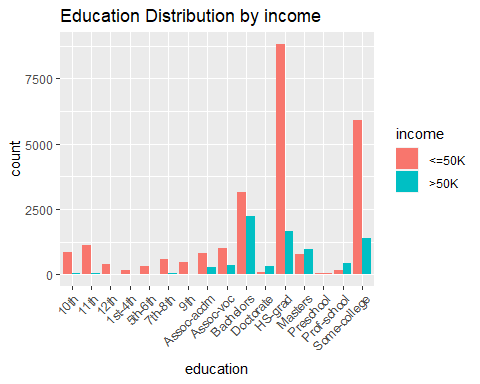 Education Distribution by income
count
7500
5000
2500
0
10th
11th
12th
1st-4th
5th-6th
7th-8th
9th
Assoc-acdm
Assoc-voc
Bachelors
Doctorate
HS-grad
Masters
Preschool
Prof-school
Some-college
education
income
<=50K
>50K